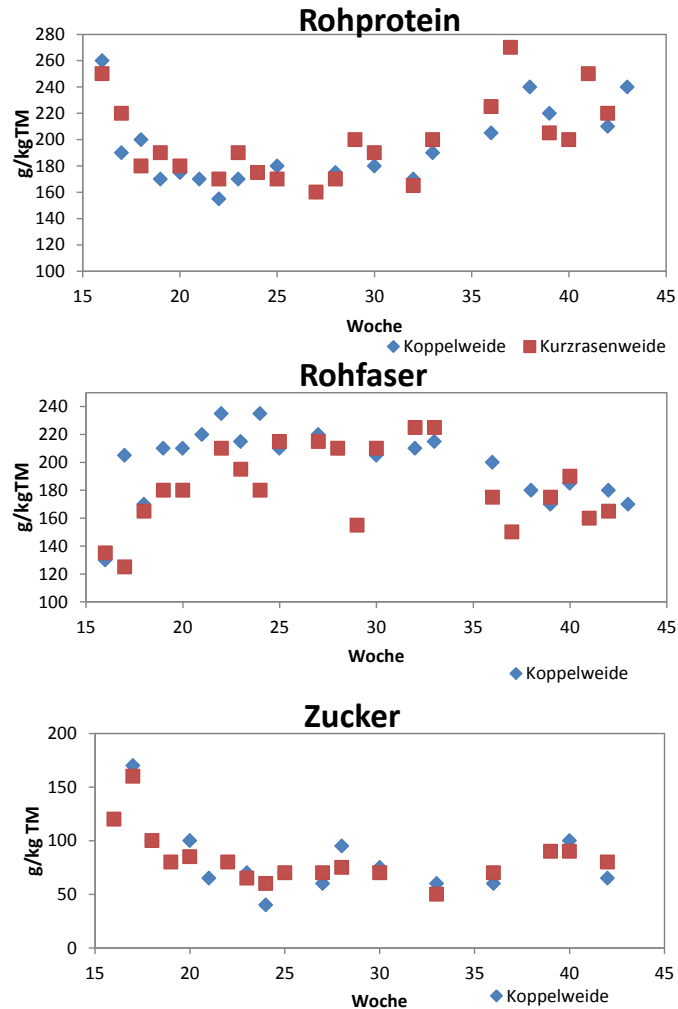 Rohprotein
g/kgTM
280
260
240
220
200
180
160
140
120
100
15 20 25 30 35 40 45
Woche
Koppelweide Kurzrasenweide
Rohfaser
g/kgTM
240
220
200
180
160
140
120
100
15 20 25 30 35 40 45
Woche
Koppelweide
Zucker
g/kg TM
200
150
100
50
0
15 20 25 30 35 40 45
Woche
Koppelweide